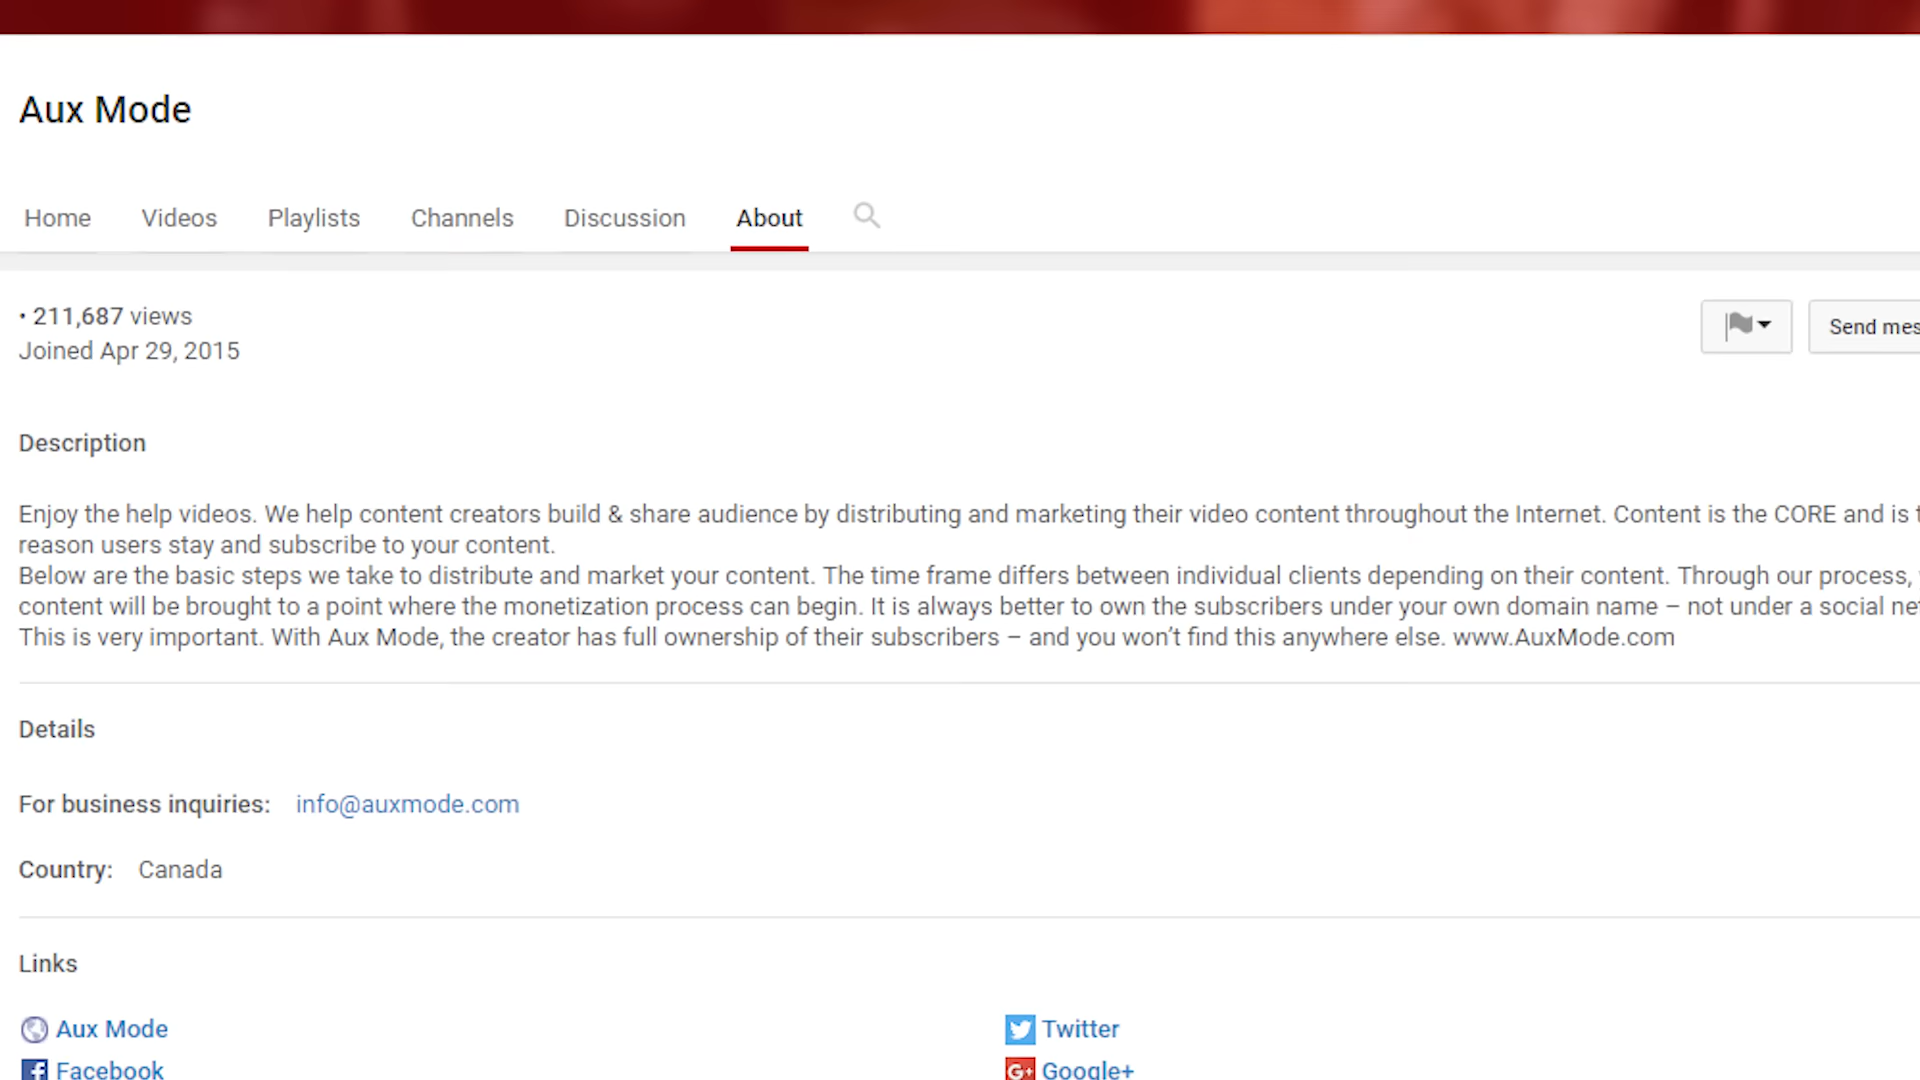 Aux Mode
Home Videos Playlists Channels Discussion About
• 211,687 views
Joined Apr 29, 2015
Send
Description
Enjoy the help videos. We help content creators build & share audience by distributing and marketing their video content throughout the Internet. Content is the CORE and is
reason users stay and subscribe to your content.
Below are the basic steps we take to distribute and market your content. The time frame differs between individual clients depending on their content. Through our process,
content will be brought to a point where the monetization process can begin. It is always better to own the subscribers under your own domain name – not under a social
This is very important. With Aux Mode, the creator has full ownership of their subscribers – and you won’t find this anywhere else. www.AuxMode.com
Details
For business inquiries: info@auxmode.com
Country: Canada
Links
Aux Mode Twitter
Facebook Google+